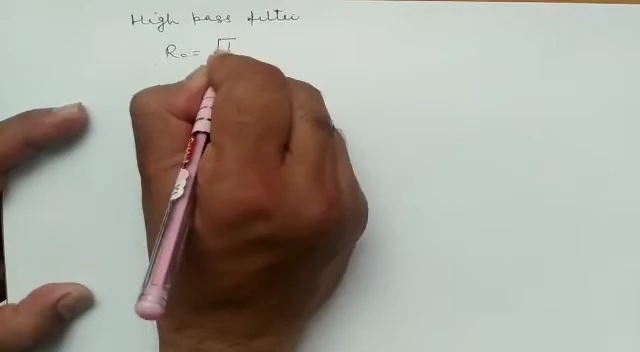 High pass filter
R₀ = √